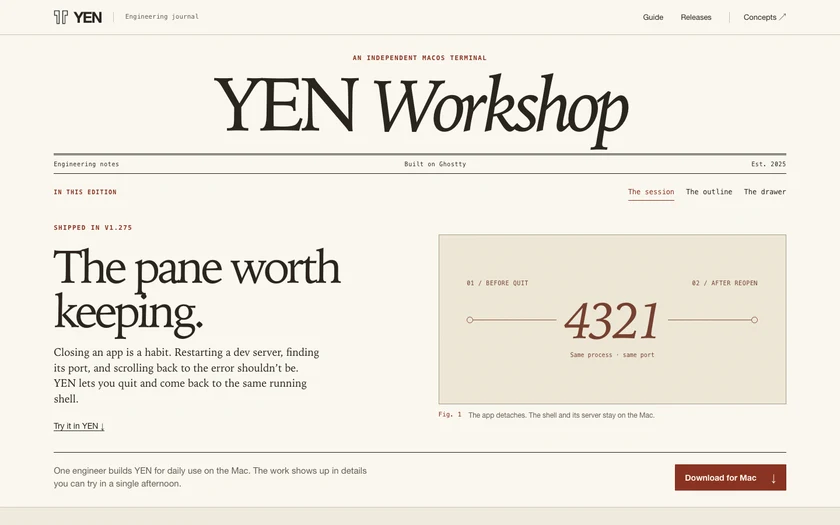 YEN
Engineering journal
Guide
Releases
Concepts ↗
AN INDEPENDENT MACOS TERMINAL
YEN Workshop
Engineering notes
Built on Ghostty
Est. 2025
IN THIS EDITION
The session
The outline
The drawer
SHIPPED IN V1.275
The pane worth
keeping.
Closing an app is a habit. Restarting a dev server, finding
its port, and scrolling back to the error shouldn't be.
YEN lets you quit and come back to the same running
shell.
Try it in YEN ↓
01 / BEFORE QUIT
02 / AFTER REOPEN
4321
Same process · same port
Fig. 1 The app detaches. The shell and its server stay on the Mac.
One engineer builds YEN for daily use on the Mac. The work shows up in details
you can try in a single afternoon.
Download for Mac ↓